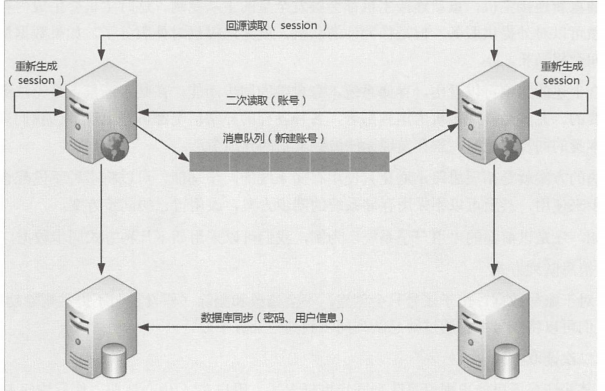 回源读取（session）
重新生成
（session）
重新生成
（session）
二次读取（账号）
消息队列（新建账号）
数据库同步（密码、用户信息）